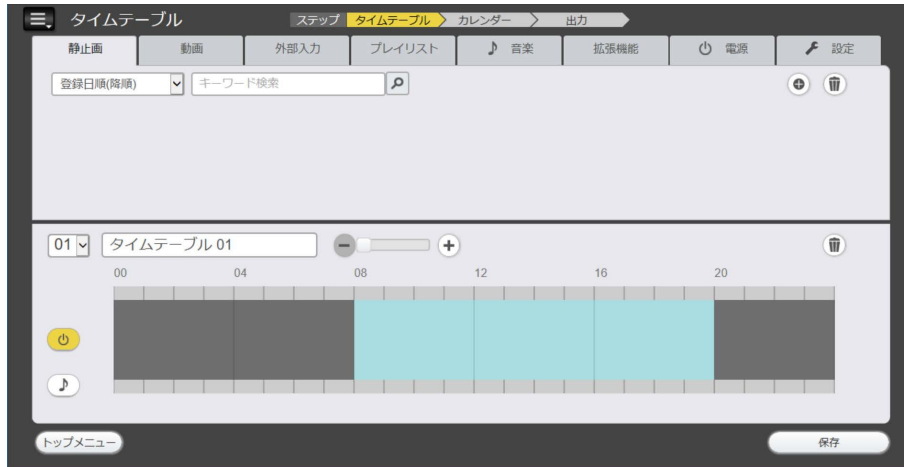 タイムテーブル
ステップ タイムテーブル カレンダー 出力
静止画 動画 外部入力 プレイリスト 音楽 拡張機能 電源 設定
登録日順(降順) キーワード検索
01 タイムテーブル 01
00 04 08 12 16 20
トップメニュー 保存